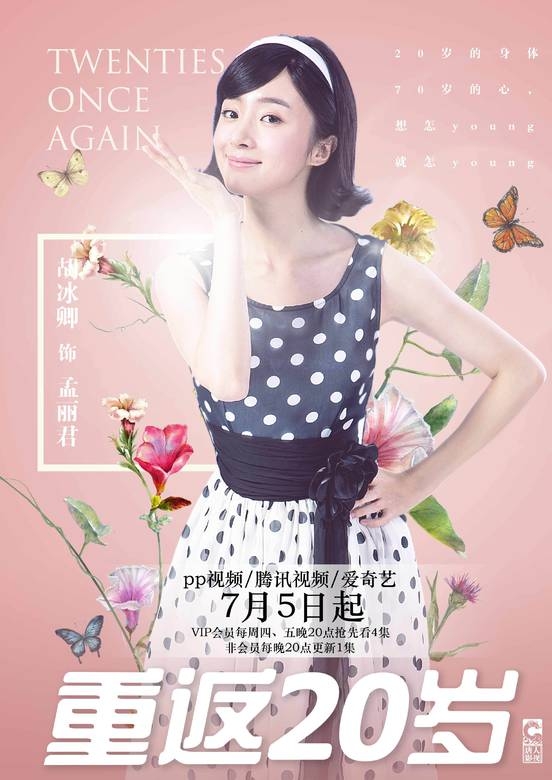 TWENTIES
ONCE
AGAIN
20岁的身体
70岁的心，
想怎young
就怎young
胡冰卿 饰 孟丽君
pp视频/腾讯视频/爱奇艺
7月5日起
VIP会员每周四、五晚20点抢先看4集
非会员每晚20点更新1集
重返20岁
唐人
影视